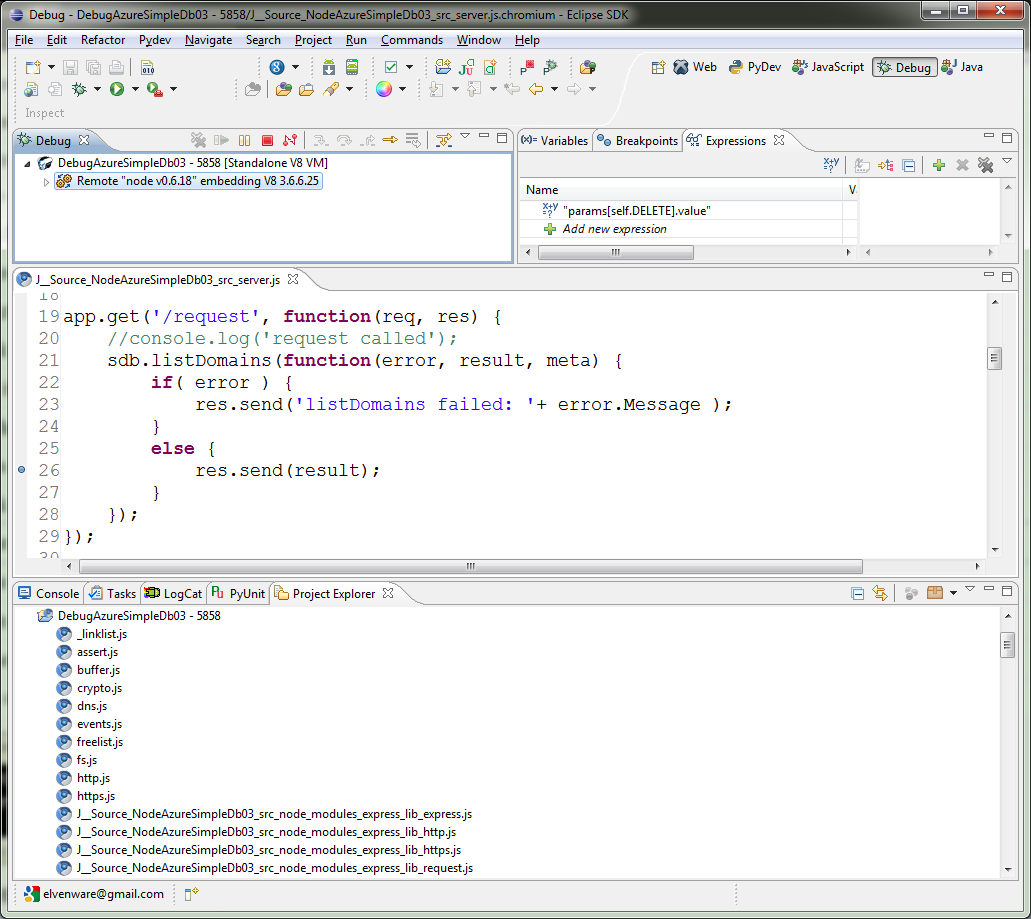 Debug - DebugAzureSimpleDb03 - 5858/J__Source_NodeAzureSimpleDb03_src_server.js.chromium - Eclipse SDK
File Edit Refactor Pydev Navigate Search Project Run Commands Window Help
Web PyDev JavaScript Debug Java
Inspect
Debug
DebugAzureSimpleDb03 - 5858 [Standalone V8 VM]
Remote "node v0.6.18" embedding V8 3.6.6.25
(x)= Variables Breakpoints Expressions
Name V
"params[self.DELETE].value"
Add new expression
J__Source_NodeAzureSimpleDb03_src_server.js
18
19 app.get('/request', function(req, res) {
20 //console.log('request called');
21 sdb.listDomains(function(error, result, meta) {
22 if( error ) {
23 res.send('listDomains failed: '+ error.Message );
24 }
25 else {
26 res.send(result);
27 }
28 });
29 });
30
Console Tasks LogCat PyUnit Project Explorer
DebugAzureSimpleDb03 - 5858
_linklist.js
assert.js
buffer.js
crypto.js
dns.js
events.js
freelist.js
fs.js
http.js
https.js
J__Source_NodeAzureSimpleDb03_src_node_modules_express_lib_express.js
J__Source_NodeAzureSimpleDb03_src_node_modules_express_lib_http.js
J__Source_NodeAzureSimpleDb03_src_node_modules_express_lib_https.js
J__Source_NodeAzureSimpleDb03_src_node_modules_express_lib_request.js
elvenware@gmail.com